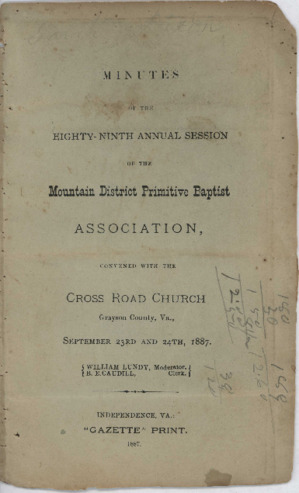 MINUTES
OF THE
EIGHTY-NINTH ANNUAL SESSION
OF THE
Mountain District Primitive Baptist
ASSOCIATION,
CONVENED WITH THE
CROSS ROAD CHURCH
Grayson County, Va.,
SEPTEMBER 23RD AND 24TH, 1887.
{WILLIAM LUNDY, Moderator.}
{B. E. CAUDILL, Clerk.}
INDEPENDENCE, VA.:
"GAZETTE" PRINT.
1887.